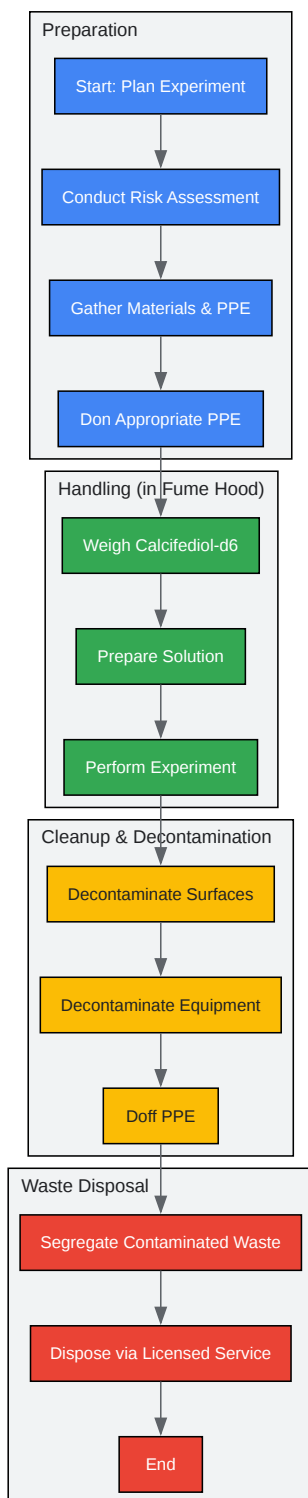 Preparation
Start: Plan Experiment
Conduct Risk Assessment
Gather Materials & PPE
Don Appropriate PPE
Handling (in Fume Hood)
Weigh Calcifediol-d6
Prepare Solution
Perform Experiment
Cleanup & Decontamination
Decontaminate Surfaces
Decontaminate Equipment
Doff PPE
Waste Disposal
Segregate Contaminated Waste
Dispose via Licensed Service
End